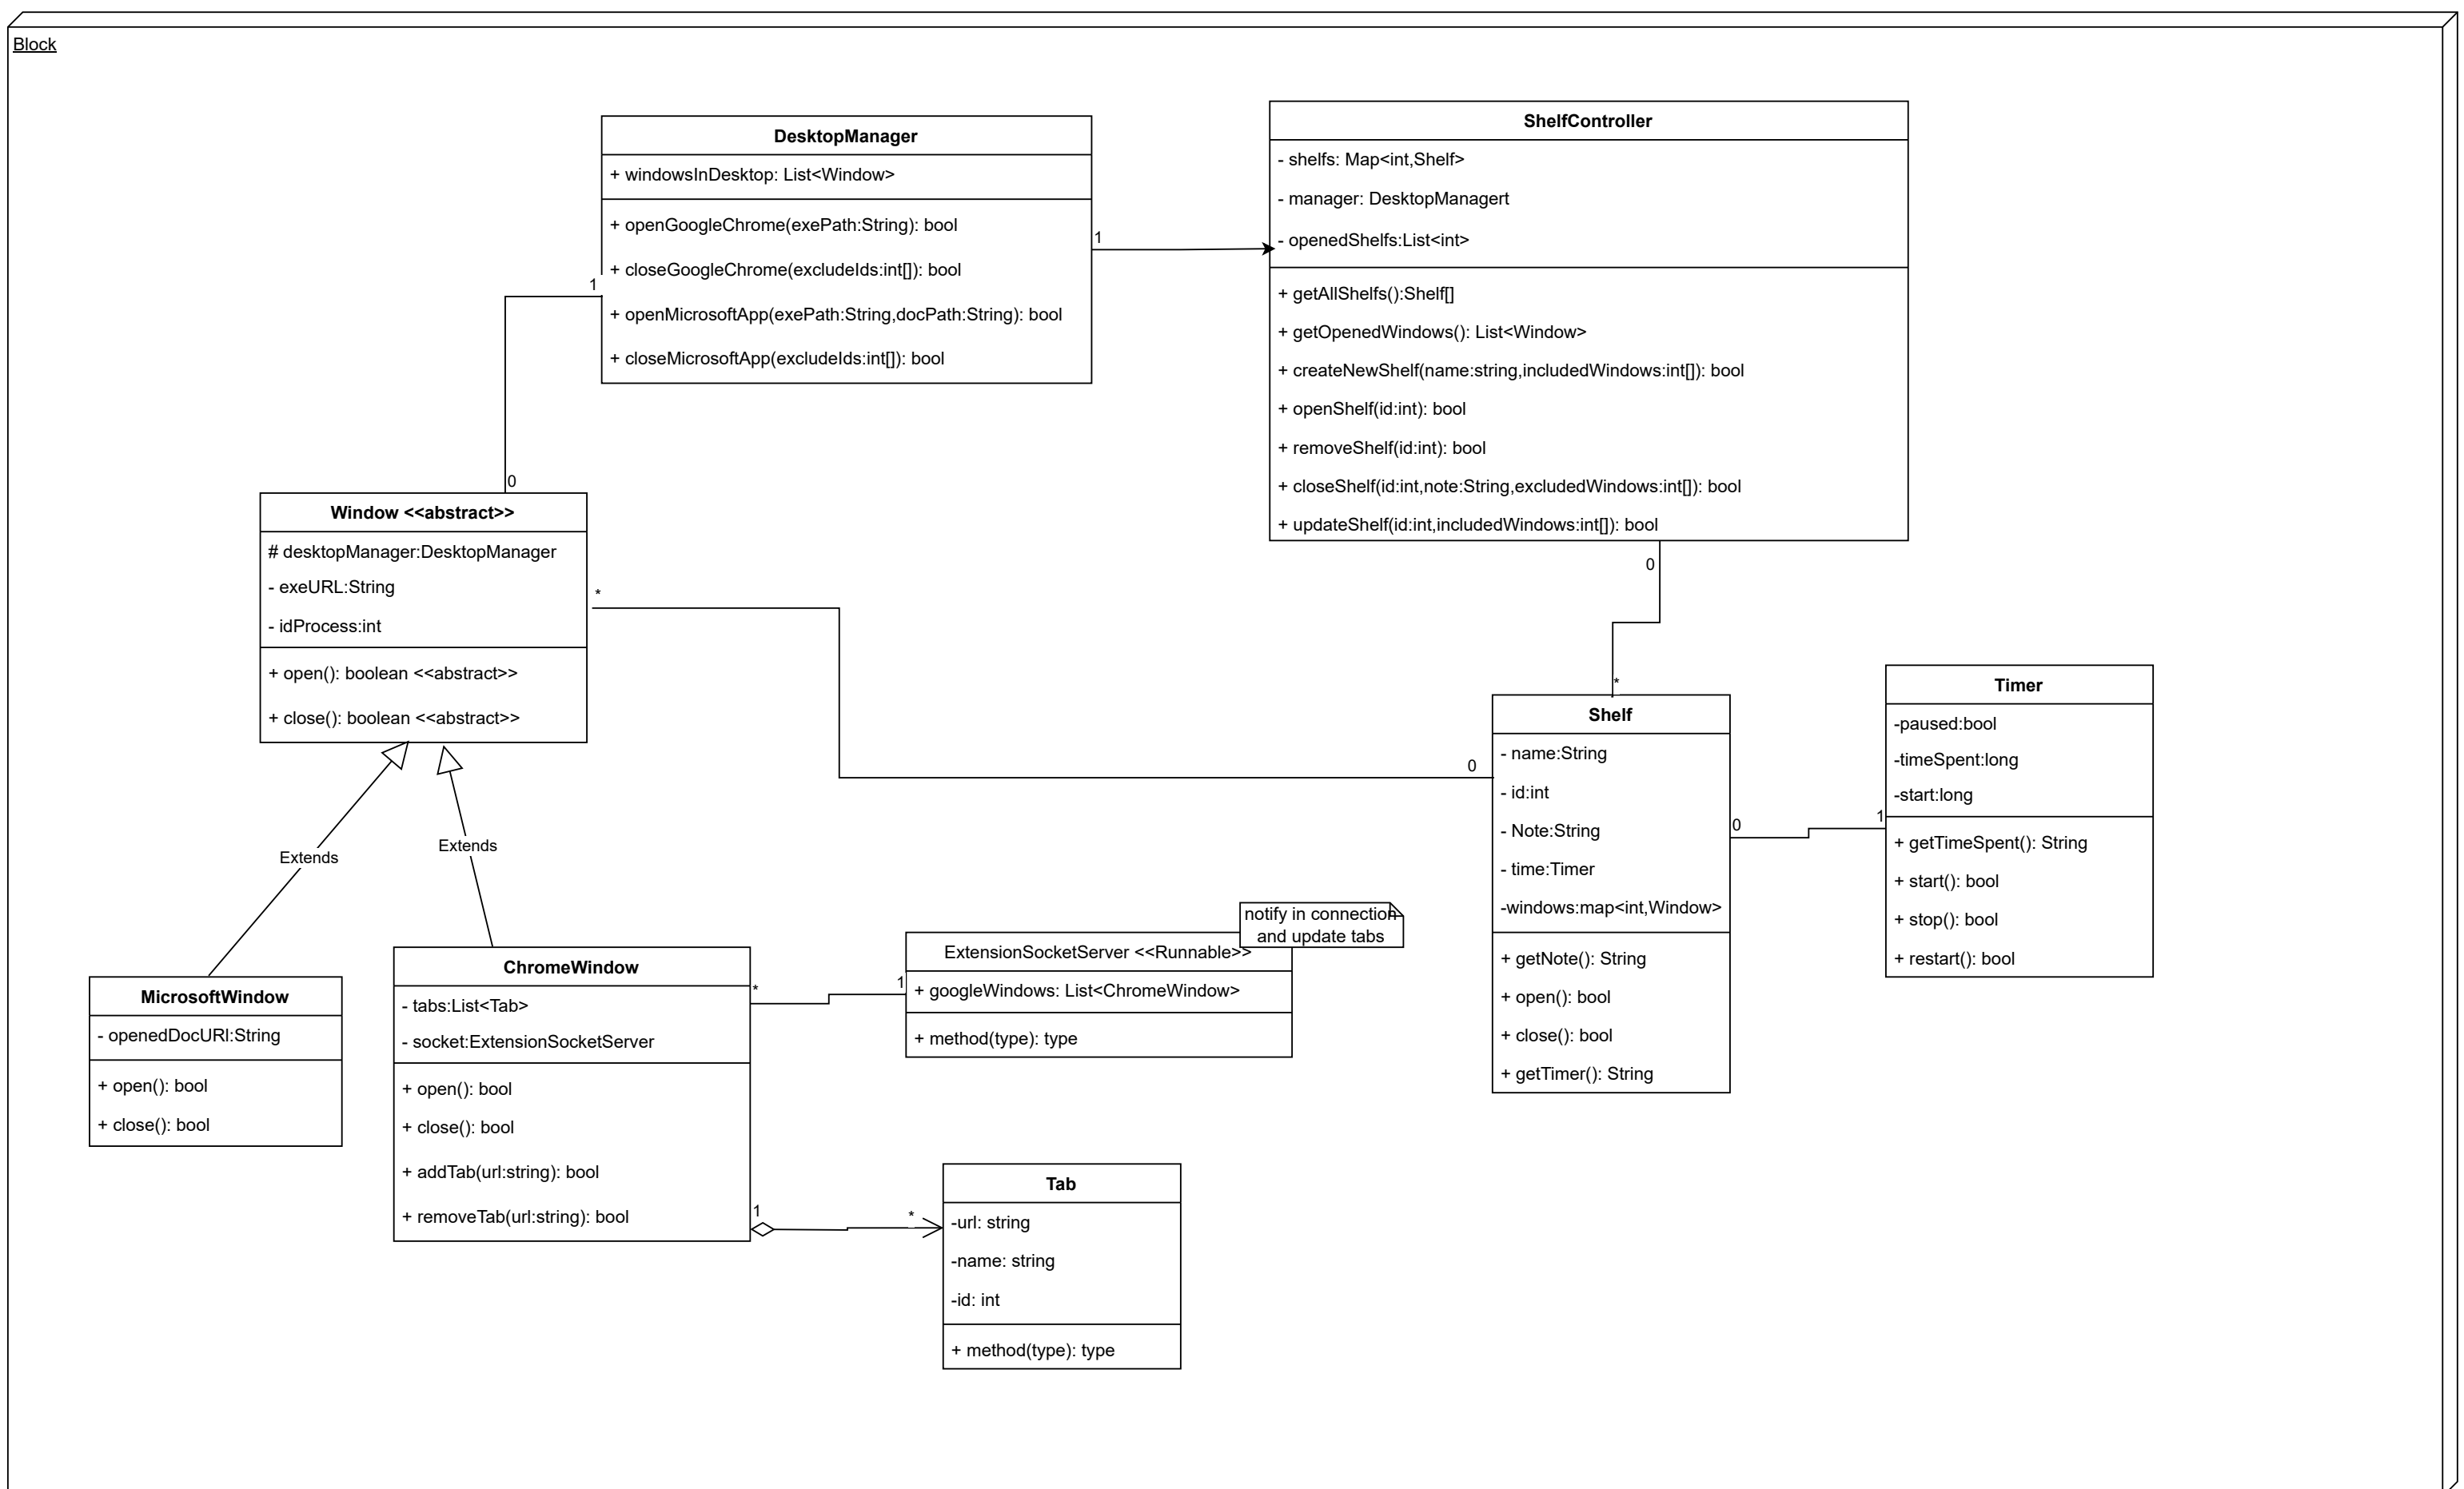 Block
DesktopManager
+ windowsInDesktop: List<Window>
+ openGoogleChrome(exePath:String): bool
+ closeGoogleChrome(excludeIds:int[]): bool
+ openMicrosoftApp(exePath:String,docPath:String): bool
+ closeMicrosoftApp(excludeIds:int[]): bool
ShelfController
- shelfs: Map<int,Shelf>
- manager: DesktopManagert
- openedShelfs:List<int>
+ getAllShelfs():Shelf[]
+ getOpenedWindows(): List<Window>
+ createNewShelf(name:string,includedWindows:int[]): bool
+ openShelf(id:int): bool
+ removeShelf(id:int): bool
+ closeShelf(id:int,note:String,excludedWindows:int[]): bool
+ updateShelf(id:int,includedWindows:int[]): bool
1
1
0
Window <<abstract>>
# desktopManager:DesktopManager
- exeURL:String
- idProcess:int
+ open(): boolean <<abstract>>
+ close(): boolean <<abstract>>
*
0
0
*
Shelf
- name:String
- id:int
- Note:String
- time:Timer
-windows:map<int,Window>
+ getNote(): String
+ open(): bool
+ close(): bool
+ getTimer(): String
0
1
Timer
-paused:bool
-timeSpent:long
-start:long
+ getTimeSpent(): String
+ start(): bool
+ stop(): bool
+ restart(): bool
Extends
Extends
MicrosoftWindow
- openedDocURl:String
+ open(): bool
+ close(): bool
ChromeWindow
- tabs:List<Tab>
- socket:ExtensionSocketServer
+ open(): bool
+ close(): bool
+ addTab(url:string): bool
+ removeTab(url:string): bool
*
1
notify in connection
and update tabs
ExtensionSocketServer <<Runnable>>
+ googleWindows: List<ChromeWindow>
+ method(type): type
1
*
Tab
-url: string
-name: string
-id: int
+ method(type): type